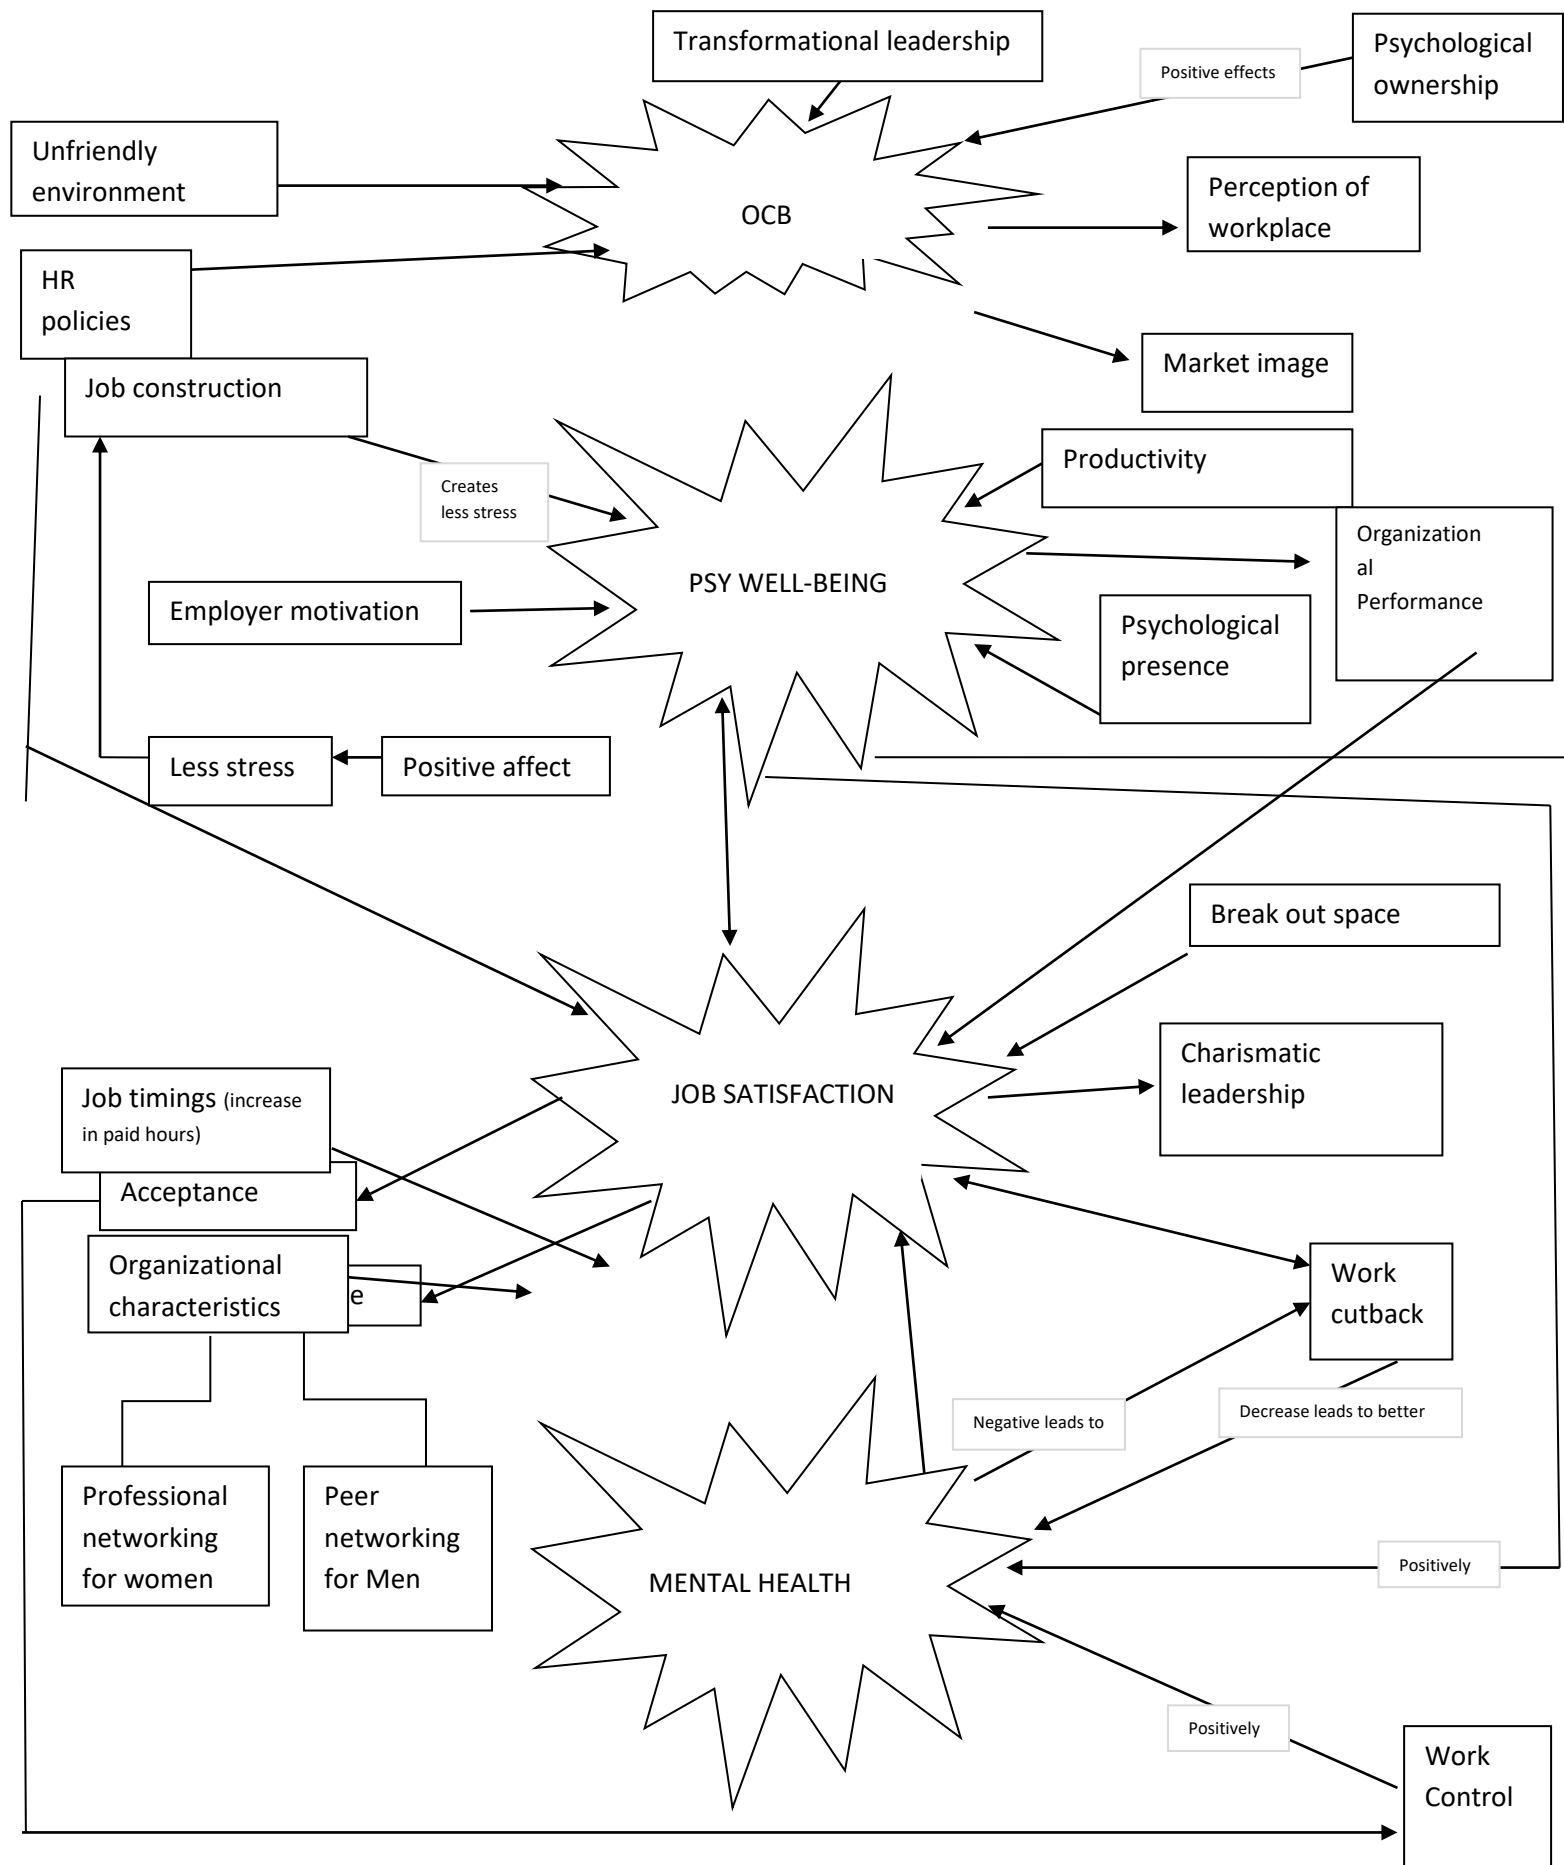 Transformational leadership
Psychological
ownership
Positive effects
Unfriendly
environment
Perception of
workplace
OCB
HR
policies
Market image
Job construction
Productivity
Creates
less stress
Organization
al
Performance
PSY WELL-BEING
Employer motivation
Psychological
presence
Less stress
Positive affect
Break out space
Charismatic
leadership
JOB SATISFACTION
Job timings (increase
in paid hours)
Acceptance
Organizational
characteristics
e
Work
cutback
Negative leads to
Decrease leads to better
Professional
networking
for women
Peer
networking
for Men
MENTAL HEALTH
Positively
Positively
Work
Control